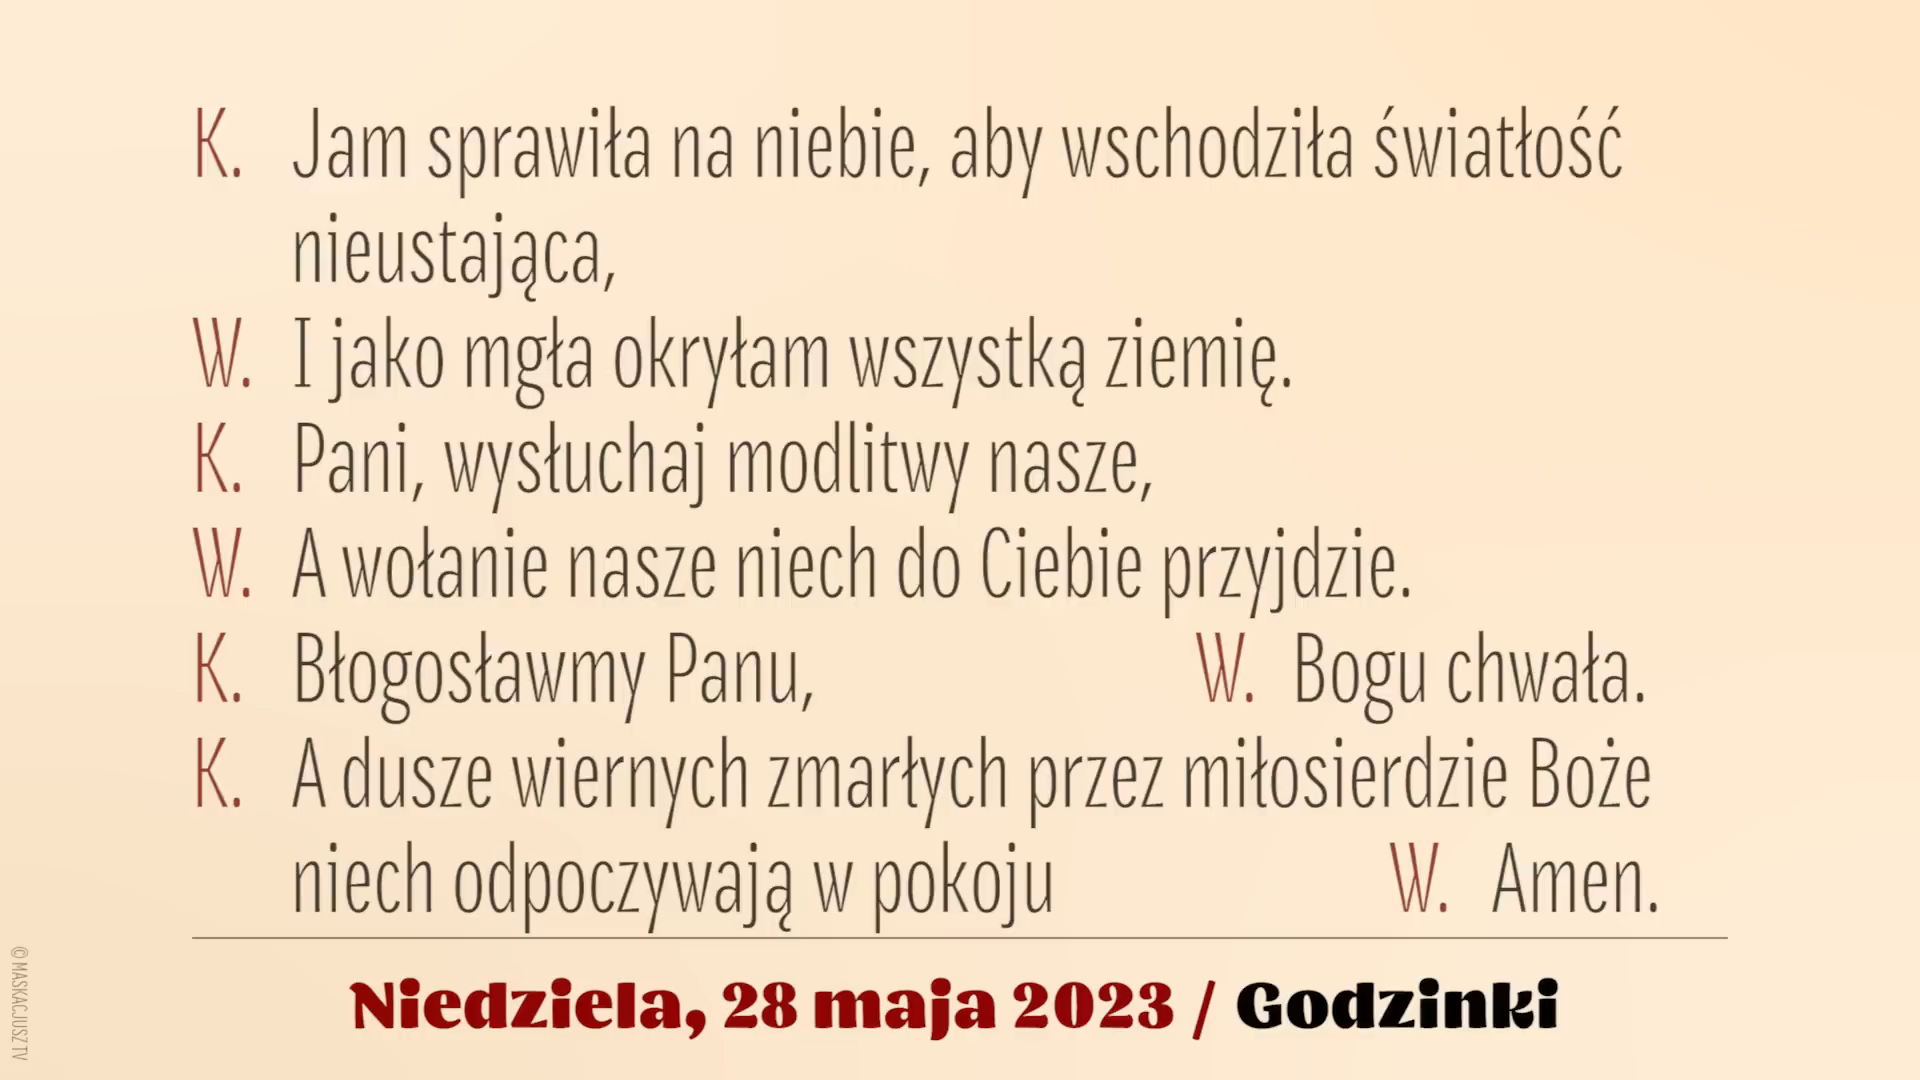 K. Jam sprawiła na niebie, aby wschodziła światłość
nieustająca,
W. I jako mgła okryłam wszystką ziemię.
K. Pani, wysłuchaj modlitwy nasze,
W. A wołanie nasze niech do Ciebie przyjdzie.
K. Błogosławmy Panu, W. Bogu chwała.
K. A dusze wiernych zmarłych przez miłosierdzie Boże
niech odpoczywają w pokoju W. Amen.
Niedziela, 28 maja 2023 / Godzinki
© MASKACJUSZ TV